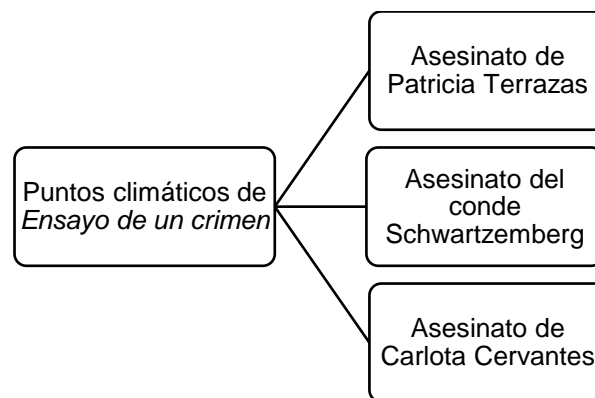 Puntos climáticos de
Ensayo de un crimen
Asesinato de
Patricia Terrazas
Asesinato del
conde
Schwartzemberg
Asesinato de
Carlota Cervantes